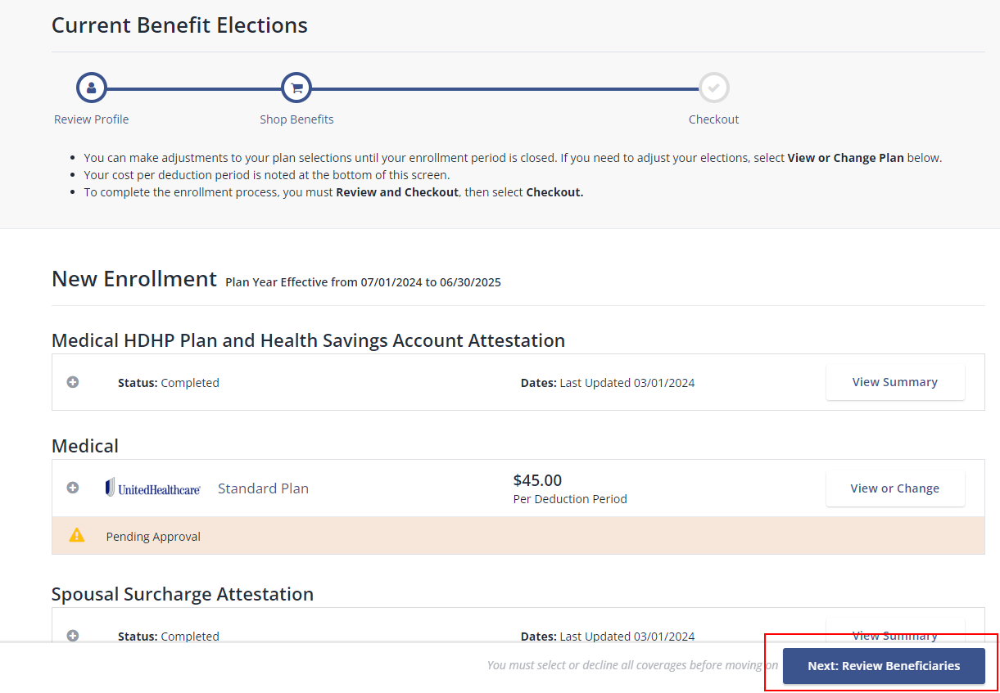 Current Benefit Elections
Review Profile
Shop Benefits
Checkout
You can make adjustments to your plan selections until your enrollment period is closed. If you need to adjust your elections, select View or Change Plan below.
Your cost per deduction period is noted at the bottom of this screen.
To complete the enrollment process, you must Review and Checkout, then select Checkout.
New Enrollment Plan Year Effective from 07/01/2024 to 06/30/2025
Medical HDHP Plan and Health Savings Account Attestation
Status: Completed Dates: Last Updated 03/01/2024 View Summary
Medical
UnitedHealthcare Standard Plan $45.00 View or Change
Per Deduction Period
Pending Approval
Spousal Surcharge Attestation
Status: Completed Dates: Last Updated 03/01/2024 View Summary
You must select or decline all coverages before moving on Next: Review Beneficiaries